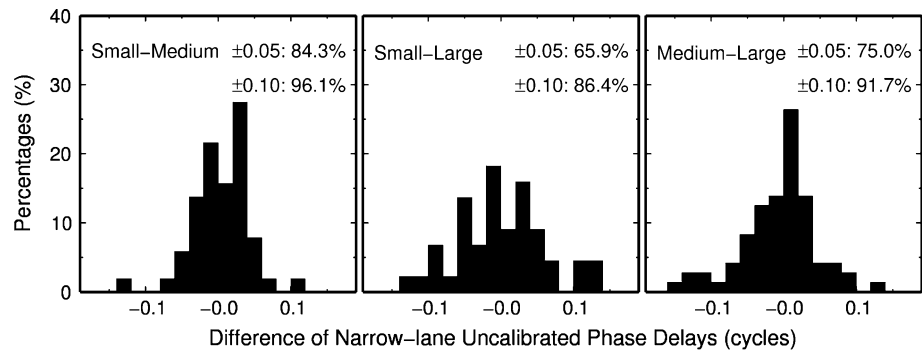 40
30
20
10
0
Percentages (%)
Small−Medium ±0.05: 84.3%
±0.10: 96.1%
Small−Large ±0.05: 65.9%
±0.10: 86.4%
Medium−Large ±0.05: 75.0%
±0.10: 91.7%
−0.1 −0.0 0.1
−0.1 −0.0 0.1
−0.1 −0.0 0.1
Difference of Narrow−lane Uncalibrated Phase Delays (cycles)